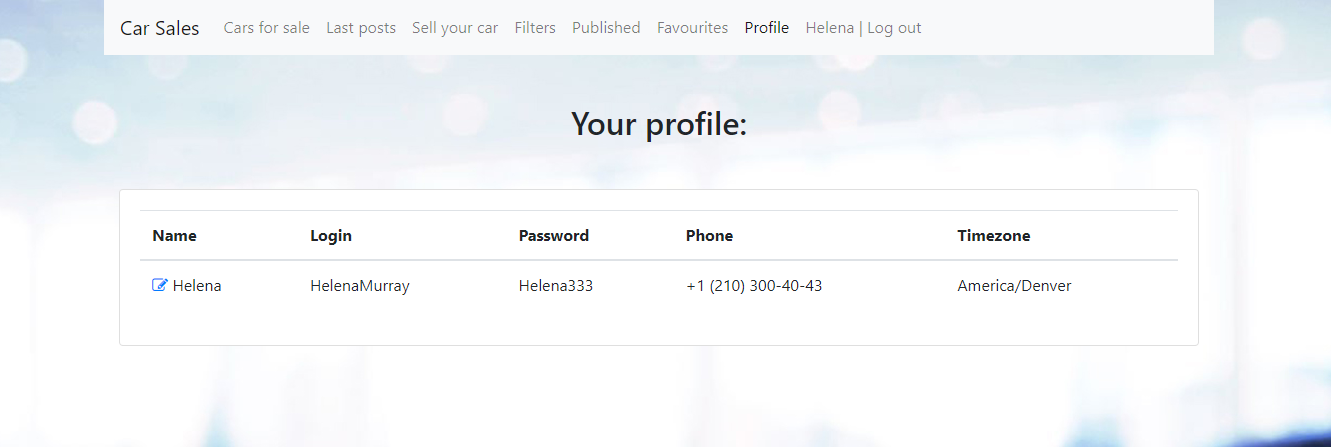 Car Sales Cars for sale Last posts Sell your car Filters Published Favourites Profile Helena | Log out
Your profile:
Name Login Password Phone Timezone
Helena HelenaMurray Helena333 +1 (210) 300-40-43 America/Denver